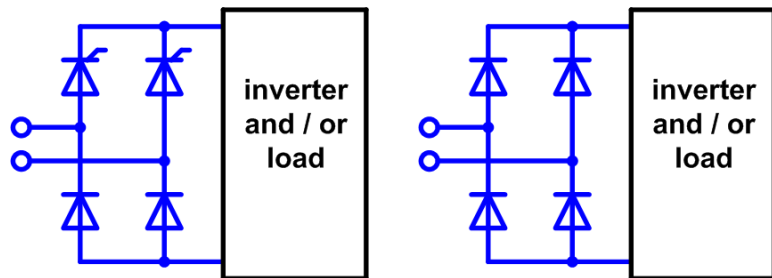 inverter
and / or
load
inverter
and / or
load